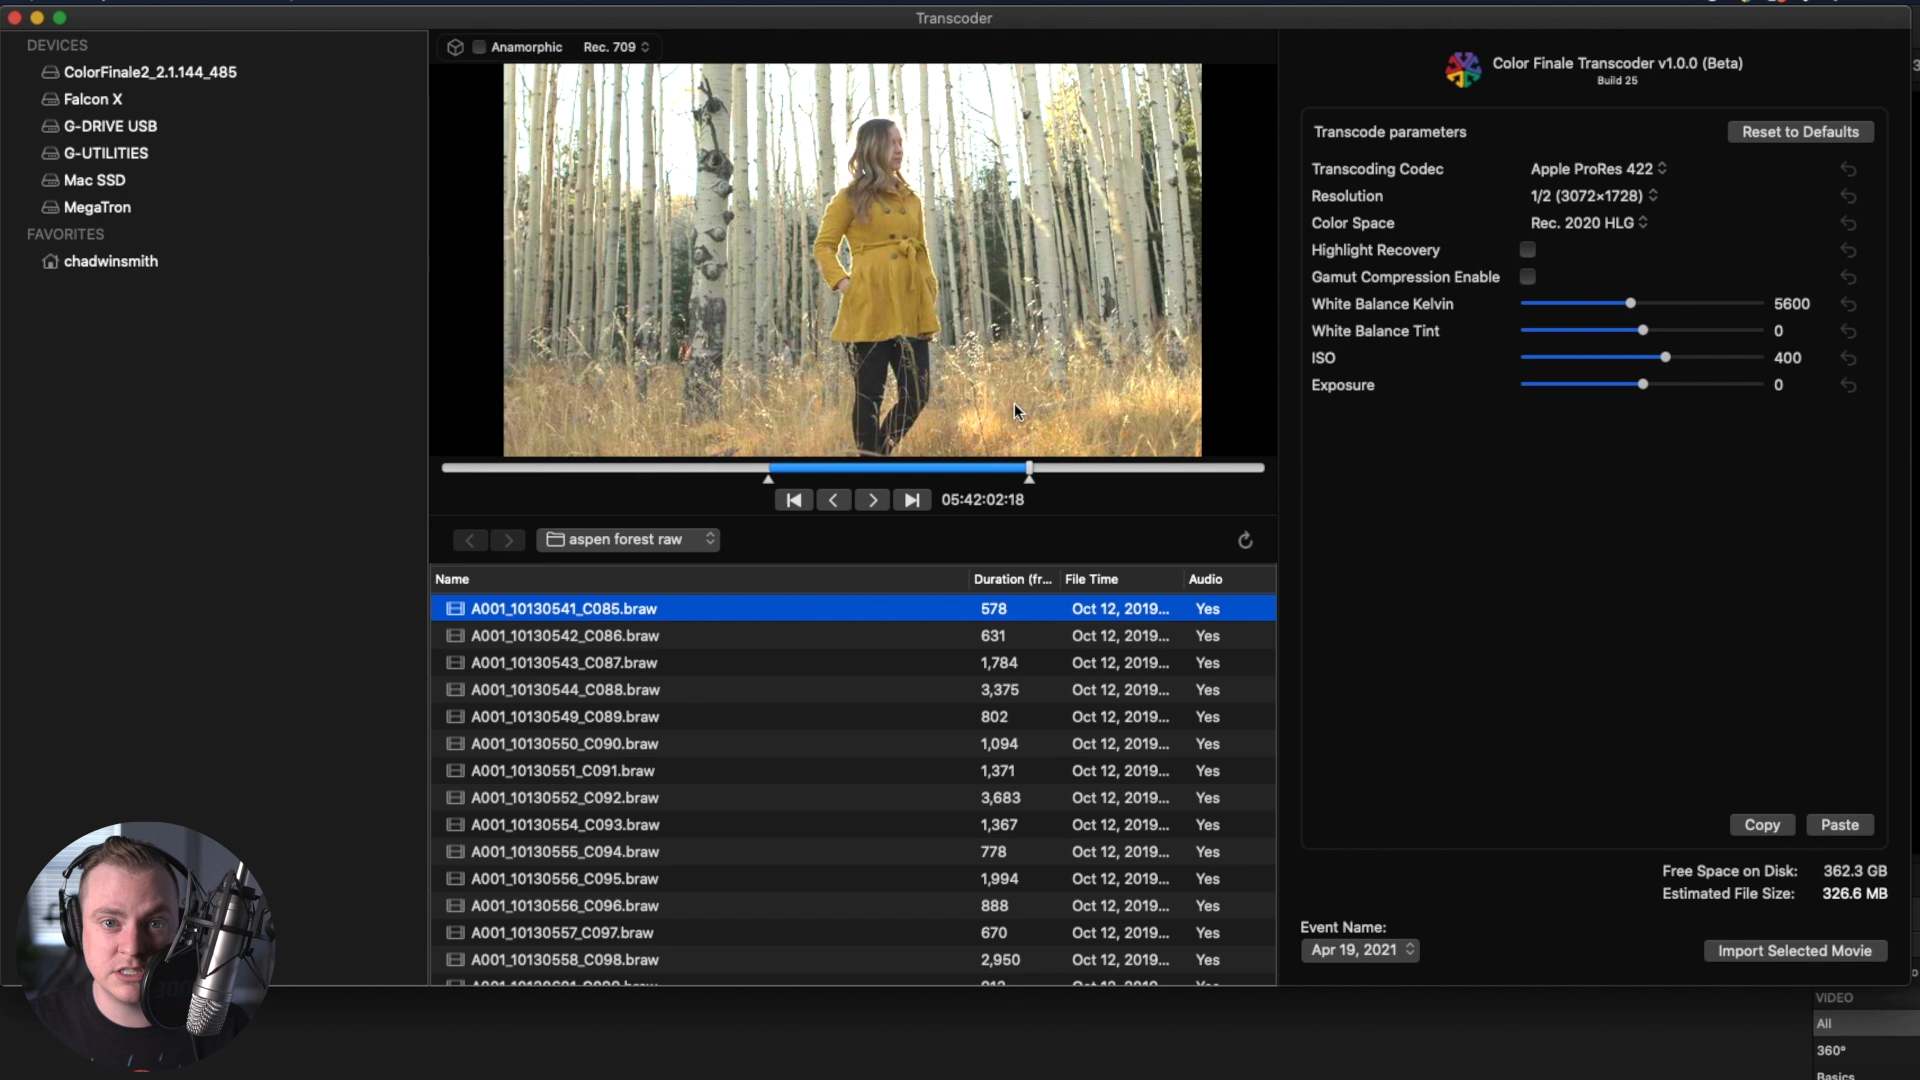 Transcoder
DEVICES
ColorFinale2_2.1.144_485
Falcon X
G-DRIVE USB
G-UTILITIES
Mac SSD
MegaTron
FAVORITES
chadwinsmith
Anamorphic Rec. 709
05:42:02:18
aspen forest raw
Name Duration (fr... File Time Audio
A001_10130541_C085.braw 578 Oct 12, 2019... Yes
A001_10130542_C086.braw 631 Oct 12, 2019... Yes
A001_10130543_C087.braw 1,784 Oct 12, 2019... Yes
A001_10130544_C088.braw 3,375 Oct 12, 2019... Yes
A001_10130549_C089.braw 802 Oct 12, 2019... Yes
A001_10130550_C090.braw 1,094 Oct 12, 2019... Yes
A001_10130551_C091.braw 1,371 Oct 12, 2019... Yes
A001_10130552_C092.braw 3,683 Oct 12, 2019... Yes
A001_10130554_C093.braw 1,367 Oct 12, 2019... Yes
A001_10130555_C094.braw 778 Oct 12, 2019... Yes
A001_10130556_C095.braw 1,994 Oct 12, 2019... Yes
A001_10130556_C096.braw 888 Oct 12, 2019... Yes
A001_10130557_C097.braw 670 Oct 12, 2019... Yes
A001_10130558_C098.braw 2,950 Oct 12, 2019... Yes
Color Finale Transcoder v1.0.0 (Beta)
Build 25
Transcode parameters Reset to Defaults
Transcoding Codec Apple ProRes 422
Resolution 1/2 (3072×1728)
Color Space Rec. 2020 HLG
Highlight Recovery
Gamut Compression Enable
White Balance Kelvin 5600
White Balance Tint 0
ISO 400
Exposure 0
Copy Paste
Free Space on Disk: 362.3 GB
Estimated File Size: 326.6 MB
Event Name:
Apr 19, 2021 Import Selected Movie
VIDEO
All
360°
Basics